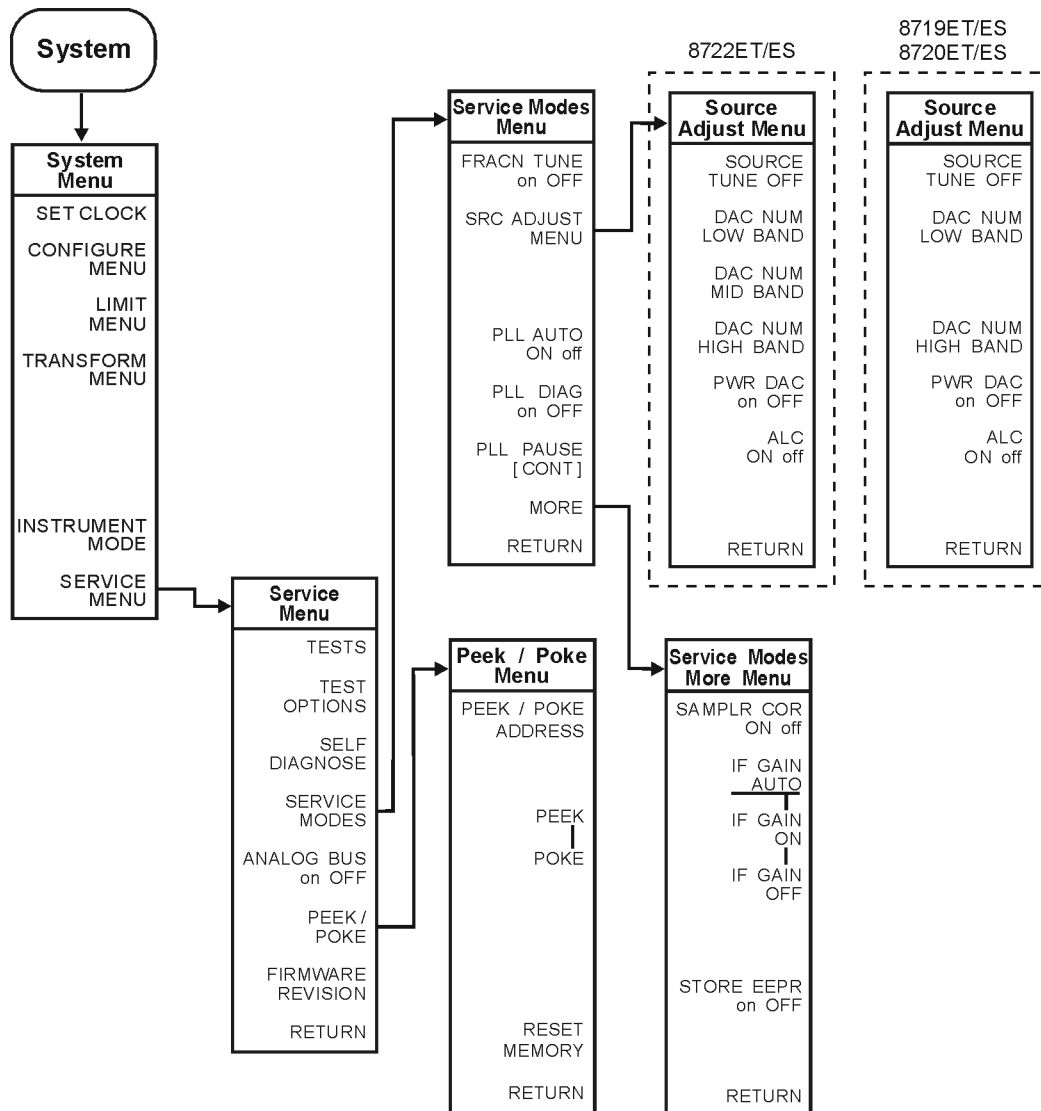 System
System
Menu
SET CLOCK
CONFIGURE
MENU
LIMIT
MENU
TRANSFORM
MENU
INSTRUMENT
MODE
SERVICE
MENU
Service
Menu
TESTS
TEST
OPTIONS
SELF
DIAGNOSE
SERVICE
MODES
ANALOG BUS
on OFF
PEEK /
POKE
FIRMWARE
REVISION
RETURN
Service Modes
Menu
FRACN TUNE
on OFF
SRC ADJUST
MENU
PLL AUTO
ON off
PLL DIAG
on OFF
PLL PAUSE
[ CONT ]
MORE
RETURN
8722ET/ES
Source
Adjust Menu
SOURCE
TUNE OFF
DAC NUM
LOW BAND
DAC NUM
MID BAND
DAC NUM
HIGH BAND
PWR DAC
on OFF
ALC
ON off
RETURN
8719ET/ES
8720ET/ES
Source
Adjust Menu
SOURCE
TUNE OFF
DAC NUM
LOW BAND
DAC NUM
HIGH BAND
PWR DAC
on OFF
ALC
ON off
RETURN
Peek / Poke
Menu
PEEK / POKE
ADDRESS
PEEK
POKE
RESET
MEMORY
RETURN
Service Modes
More Menu
SAMPLR COR
ON off
IF GAIN
AUTO
IF GAIN
ON
IF GAIN
OFF
STORE EEPR
on OFF
RETURN